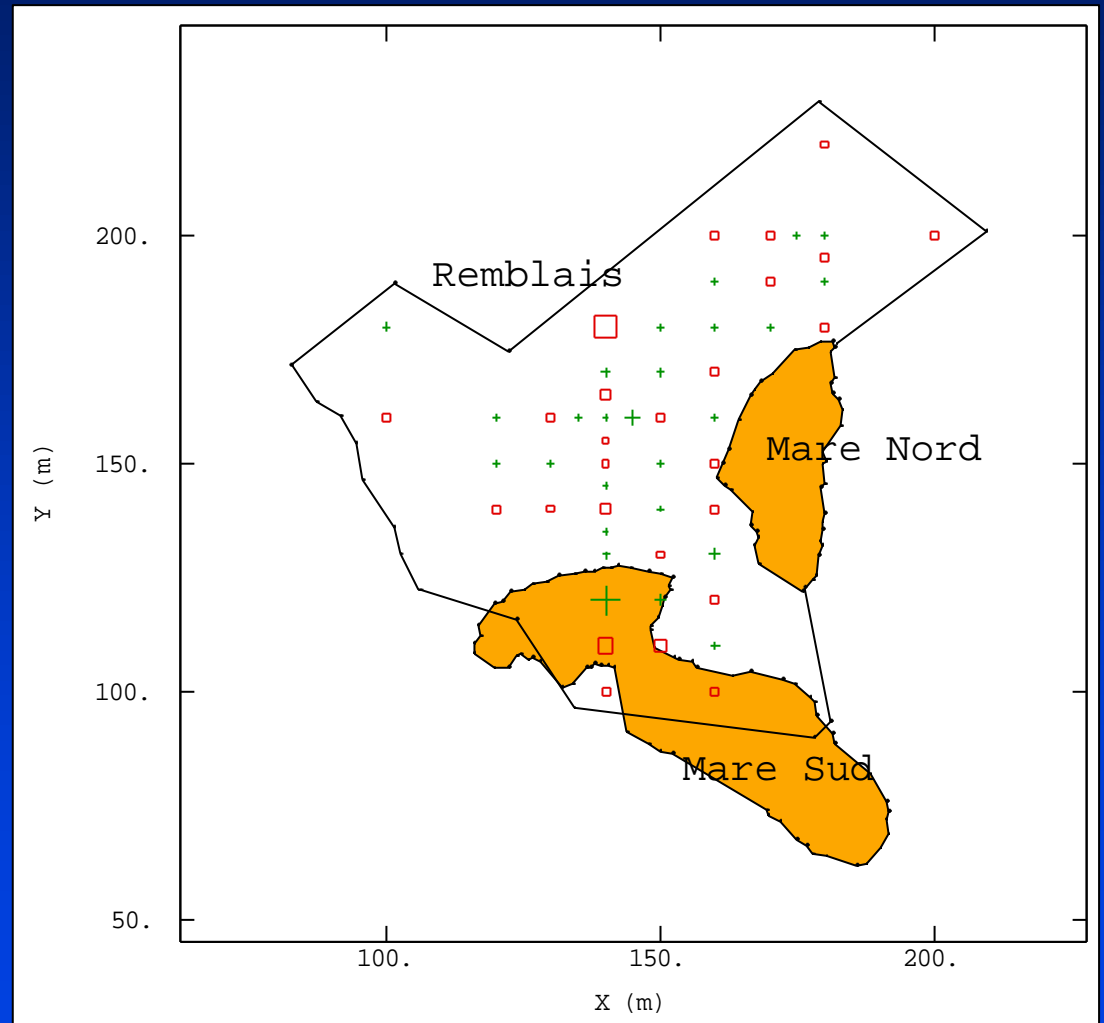 200.
Remblais
150.
Mare Nord
Y (m)
100.
Mare Sud
50.
100.
150.
200.
X (m)